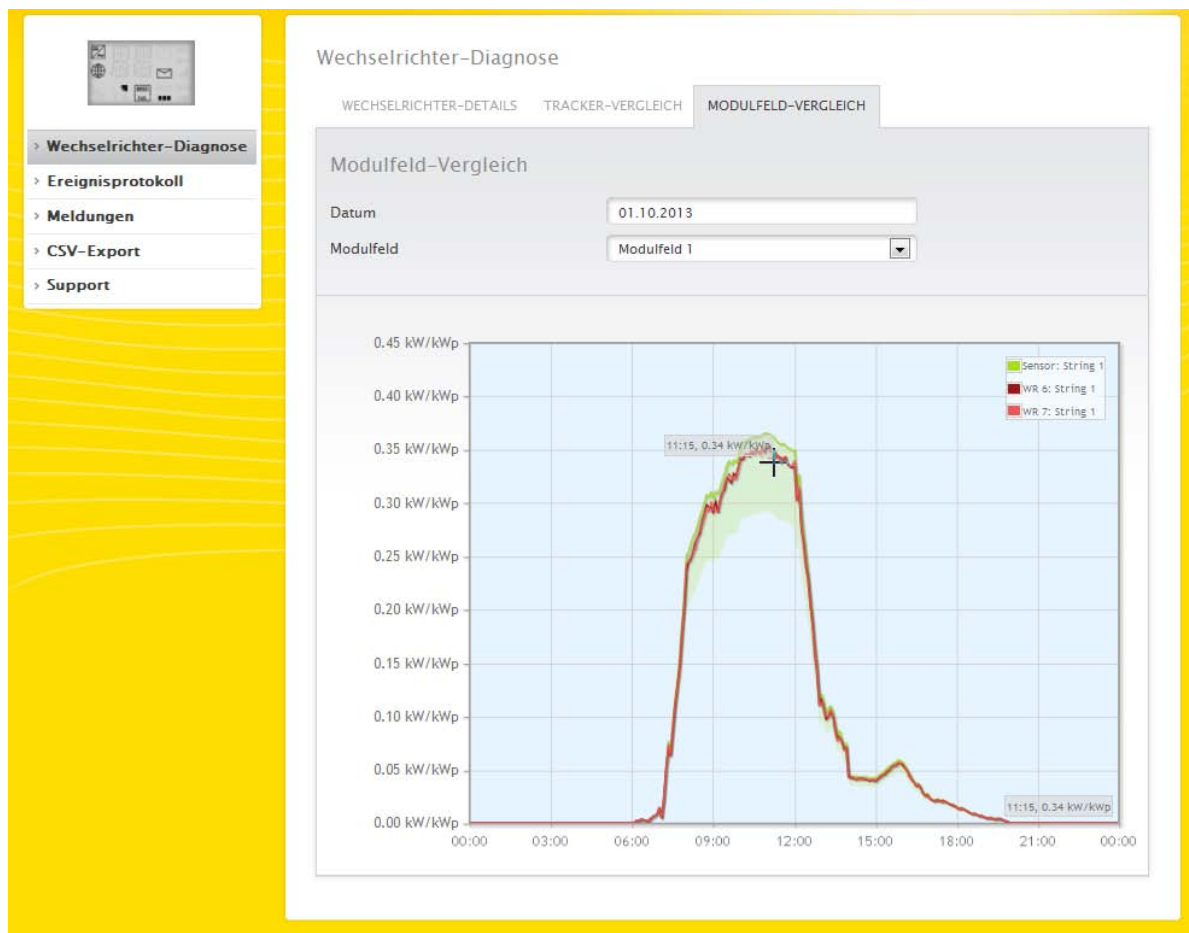 Wechselrichter-Diagnose
Ereignisprotokoll
Meldungen
CSV-Export
Support
Wechselrichter-Diagnose
WECHSELRICHTER-DETAILS TRACKER-VERGLEICH MODULFELD-VERGLEICH
Modulfeld-Vergleich
Datum 01.10.2013
Modulfeld Modulfeld 1
0.45 kW/kWp
0.40 kW/kWp
0.35 kW/kWp
0.30 kW/kWp
0.25 kW/kWp
0.20 kW/kWp
0.15 kW/kWp
0.10 kW/kWp
0.05 kW/kWp
0.00 kW/kWp
Sensor: String 1
WR 6: String 1
WR 7: String 1
11:15, 0.34 kW/kWp
11:15, 0.34 kW/kWp
00:00 03:00 06:00 09:00 12:00 15:00 18:00 21:00 00:00